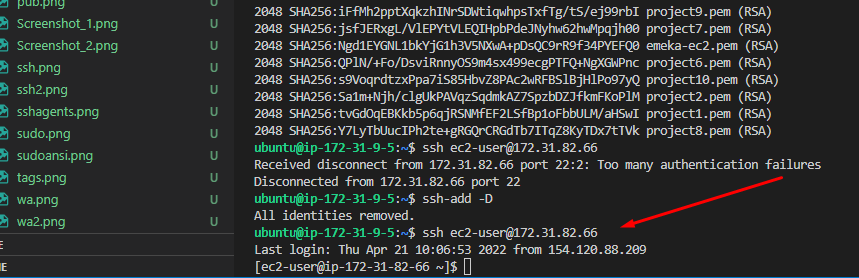 pub.png U
Screenshot_1.png U
Screenshot_2.png U
ssh.png U
ssh2.png U
sshagents.png U
sudo.png U
sudoansi.png U
tags.png U
wa.png U
wa2.png U
E
ME
2048 SHA256:iFfMh2pptXqkzhINrSDWtiqwhpsTxfTg/tS/ej99rbI project9.pem (RSA)
2048 SHA256:jsfJERxgL/VlEPYtVLEQIHpbPdeJNyhw62hwMpqjh00 project7.pem (RSA)
2048 SHA256:Ngd1EYGNL1bkYjG1h3V5NXwA+pDsQC9rR9f34PYEFQ0 emeka-ec2.pem (RSA)
2048 SHA256:QPlN/+Fo/DsviRnnyOS9m4sx499ecgPTFQ+NgXGWPnc project6.pem (RSA)
2048 SHA256:s9VoqrdtzxPpa7iS85HbvZ8PAc2wRFBSlBjHlPo97yQ project10.pem (RSA)
2048 SHA256:Sa1m+Njh/clgUkPAVqzSqdmkAZ7SpzbDZJfkmFKoPlM project2.pem (RSA)
2048 SHA256:tvGdOqEBKkb5p6qjRSNMfEF2LSfBp1oFbbULM/aHSwI project1.pem (RSA)
2048 SHA256:Y7LyTbUucIPh2te+gRGQrCRGdTb7ITqZ8KyTDx7tTVk project8.pem (RSA)
ubuntu@ip-172-31-9-5:~$ ssh ec2-user@172.31.82.66
Received disconnect from 172.31.82.66 port 22:2: Too many authentication failures
Disconnected from 172.31.82.66 port 22
ubuntu@ip-172-31-9-5:~$ ssh-add -D
All identities removed.
ubuntu@ip-172-31-9-5:~$ ssh ec2-user@172.31.82.66
Last login: Thu Apr 21 10:06:53 2022 from 154.120.88.209
[ec2-user@ip-172-31-82-66 ~]$